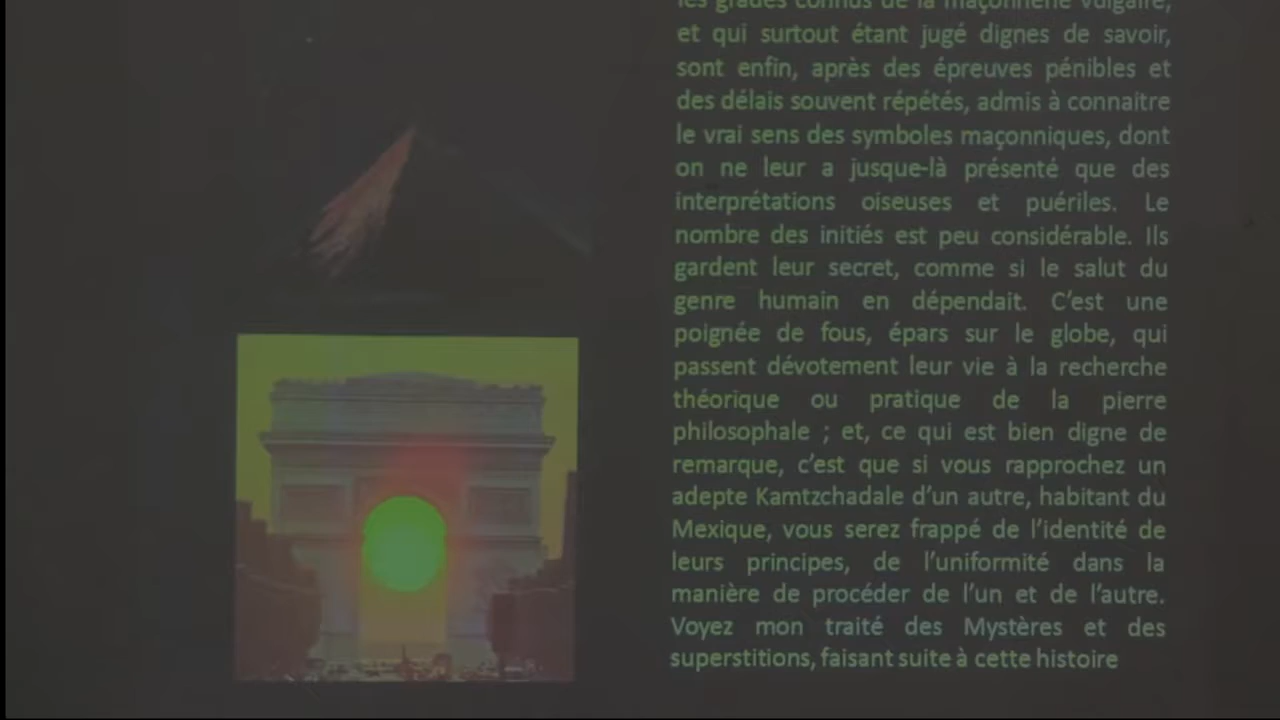 les grades connus de la maçonnerie vulgaire,
et qui surtout étant jugé dignes de savoir,
sont enfin, après des épreuves pénibles et
des délais souvent répétés, admis à connaitre
le vrai sens des symboles maçonniques, dont
on ne leur a jusque-là présenté que des
interprétations oiseuses et puériles. Le
nombre des initiés est peu considérable. Ils
gardent leur secret, comme si le salut du
genre humain en dépendait. C'est une
poignée de fous, épars sur le globe, qui
passent dévotement leur vie à la recherche
théorique ou pratique de la pierre
philosophale ; et, ce qui est bien digne de
remarque, c'est que si vous rapprochez un
adepte Kamtzchadale d'un autre, habitant du
Mexique, vous serez frappé de l'identité de
leurs principes, de l'uniformité dans la
manière de procéder de l'un et de l'autre.
Voyez mon traité des Mystères et des
superstitions, faisant suite à cette histoire